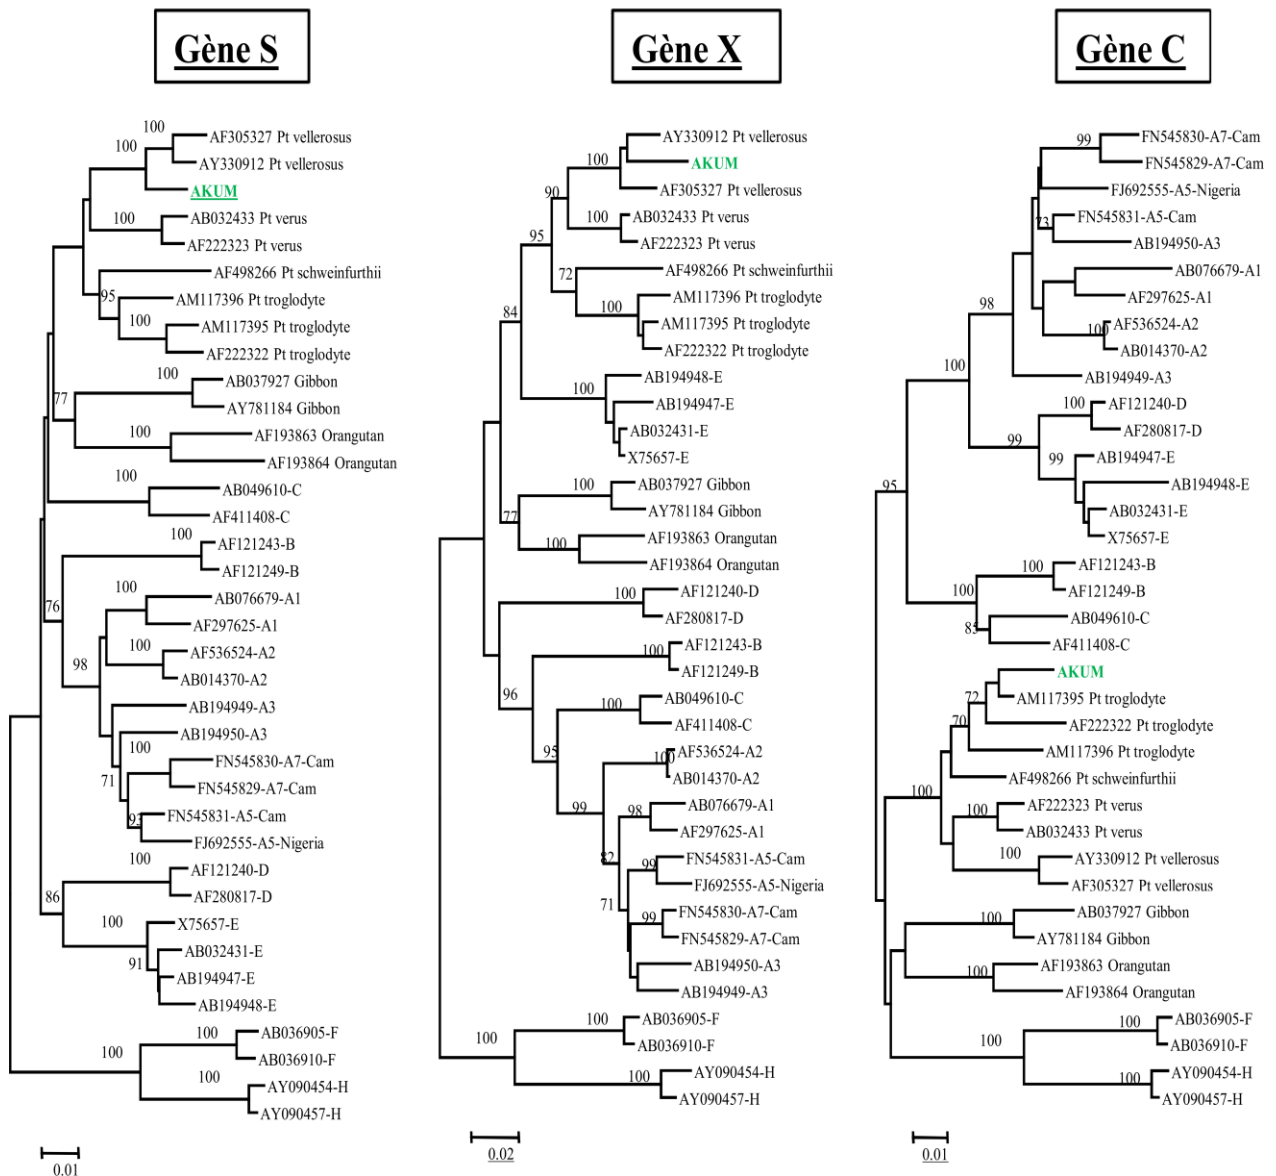 Gène S
100
AF305327 Pt vellerosus
100
AY330912 Pt vellerosus
AKUM
100
AB032433 Pt verus
AF222323 Pt verus
AF498266 Pt schweinfurthii
95
AM117396 Pt troglodyte
100
AM117395 Pt troglodyte
AF222322 Pt troglodyte
100
AB037927 Gibbon
77
AY781184 Gibbon
100
AF193863 Orangutan
AF193864 Orangutan
100
AB049610-C
AF411408-C
100
AF121243-B
AF121249-B
100
76
AB076679-A1
AF297625-A1
100
AF536524-A2
98
AB014370-A2
AB194949-A3
AB194950-A3
100
FN545830-A7-Cam
71
FN545829-A7-Cam
93
FN545831-A5-Cam
FJ692555-A5-Nigeria
100
AF121240-D
86
AF280817-D
100
X75657-E
AB032431-E
91
AB194947-E
AB194948-E
100
AB036905-F
100
AB036910-F
100
AY090454-H
AY090457-H
0.01
Gène X
AY330912 Pt vellerosus
100
AKUM
90
AF305327 Pt vellerosus
100
AB032433 Pt verus
95
AF222323 Pt verus
72
AF498266 Pt schweinfurthii
AM117396 Pt troglodyte
100
84
AM117395 Pt troglodyte
AF222322 Pt troglodyte
AB194948-E
100
AB194947-E
AB032431-E
X75657-E
100
AB037927 Gibbon
77
AY781184 Gibbon
100
AF193863 Orangutan
AF193864 Orangutan
100
AF121240-D
AF280817-D
100
AF121243-B
AF121249-B
96
AB049610-C
100
AF411408-C
95
100
AF536524-A2
AB014370-A2
99
98
AB076679-A1
AF297625-A1
82
99
FN545831-A5-Cam
FJ692555-A5-Nigeria
71
99
FN545830-A7-Cam
FN545829-A7-Cam
AB194950-A3
AB194949-A3
100
AB036905-F
100
AB036910-F
100
AY090454-H
AY090457-H
0.02
Gène C
99
FN545830-A7-Cam
FN545829-A7-Cam
FJ692555-A5-Nigeria
73
FN545831-A5-Cam
AB194950-A3
AB076679-A1
98
AF297625-A1
100
AF536524-A2
AB014370-A2
100
AB194949-A3
100
AF121240-D
99
AF280817-D
99
AB194947-E
95
AB194948-E
AB032431-E
X75657-E
100
AF121243-B
100
AF121249-B
85
AB049610-C
AF411408-C
AKUM
72
AM117395 Pt troglodyte
70
AF222322 Pt troglodyte
AM117396 Pt troglodyte
AF498266 Pt schweinfurthii
100
100
AF222323 Pt verus
AB032433 Pt verus
100
AY330912 Pt vellerosus
AF305327 Pt vellerosus
100
AB037927 Gibbon
AY781184 Gibbon
100
AF193863 Orangutan
AF193864 Orangutan
100
AB036905-F
100
AB036910-F
100
AY090454-H
AY090457-H
0.01